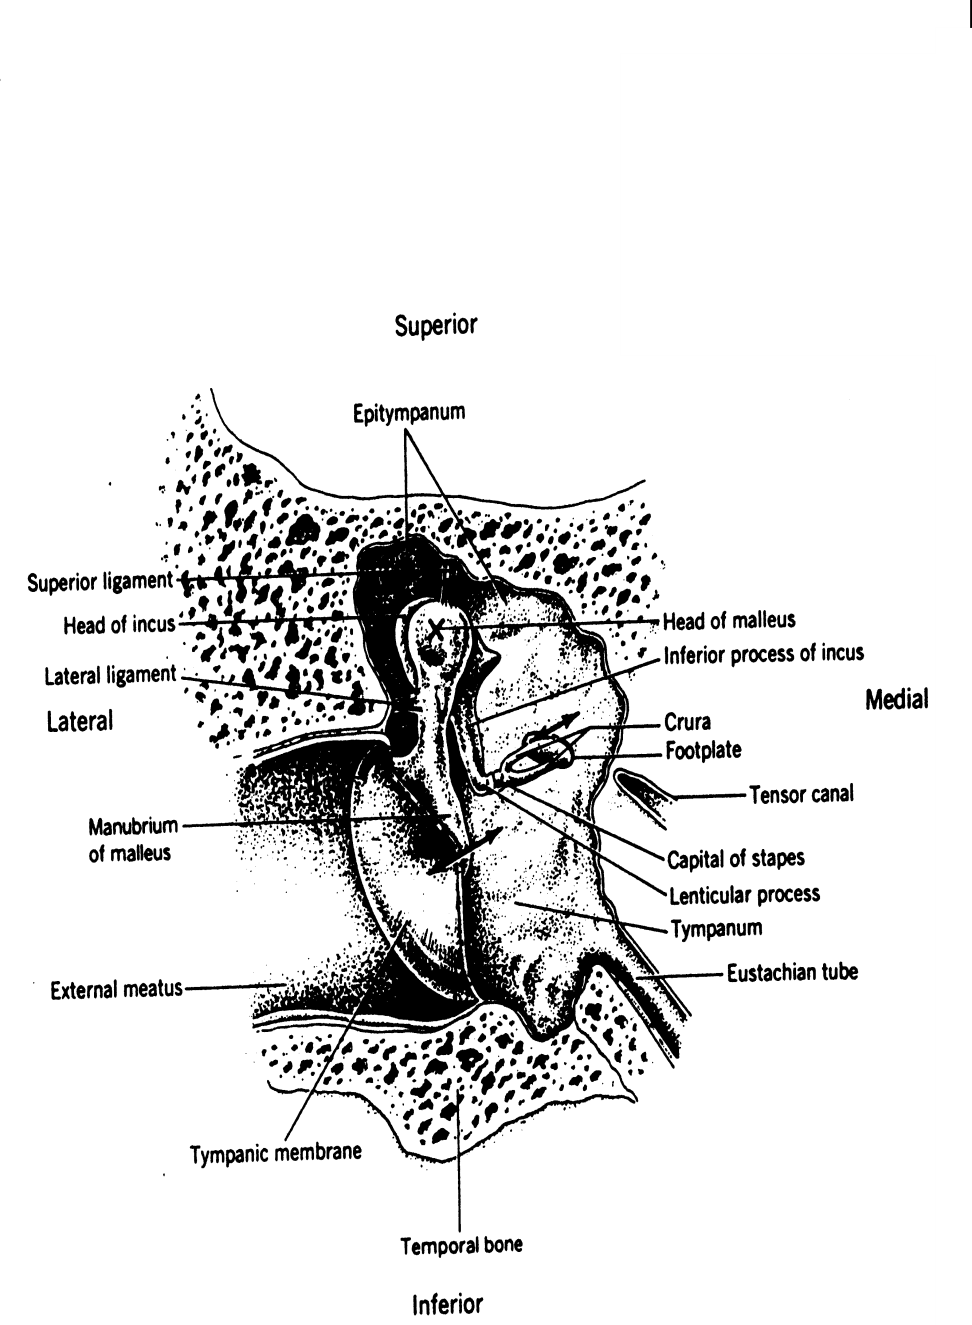 Superior
Epitympanum
Superior ligament
Head of incus
Head of malleus
Inferior process of incus
Lateral ligament
Medial
Lateral
Crura
Footplate
Tensor canal
Manubrium
of malleus
Capital of stapes
Lenticular process
Tympanum
Eustachian tube
External meatus
Tympanic membrane
Temporal bone
Inferior